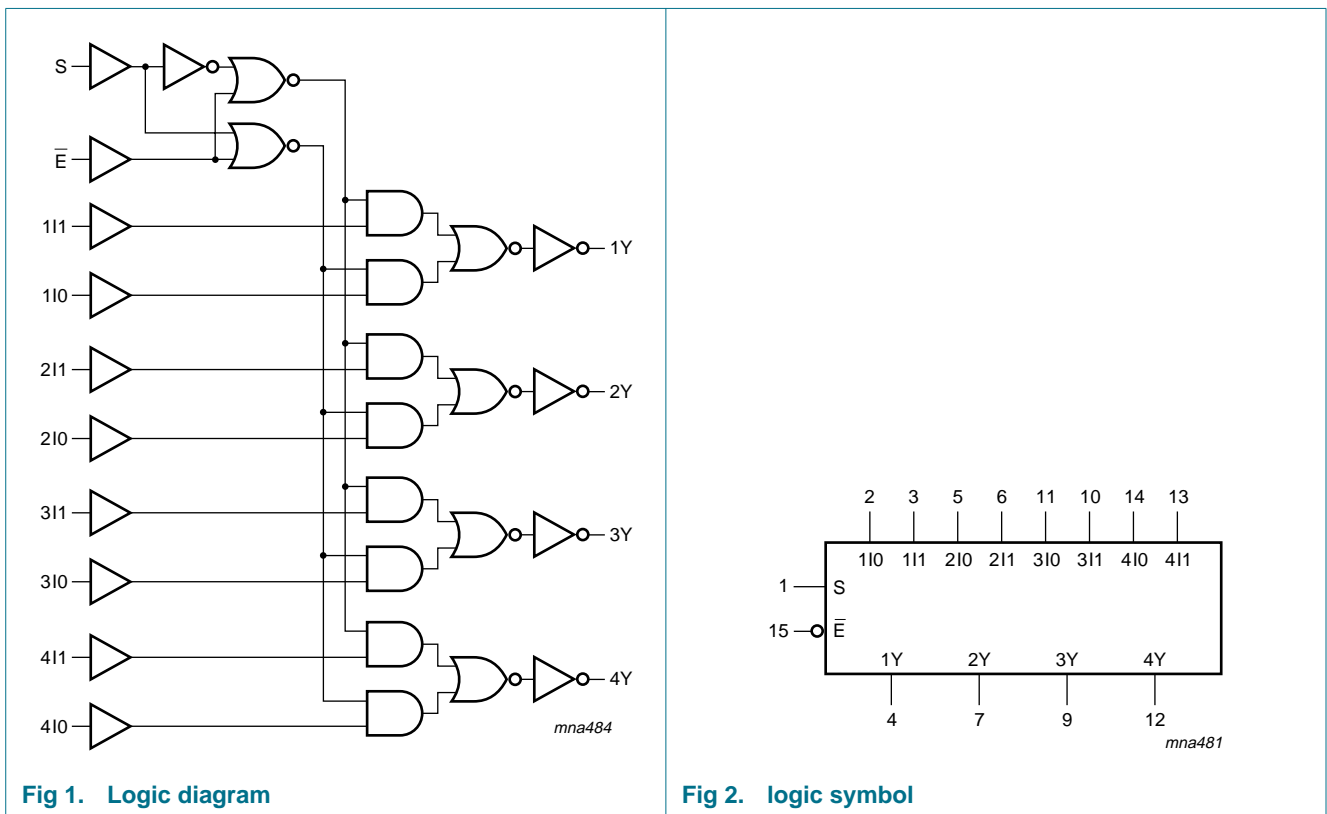 S
E̅
1I1
1I0
2I1
2I0
3I1
3I0
4I1
4I0
1Y
2Y
3Y
4Y
mna484
Fig 1. Logic diagram
2 3 5 6 11 10 14 13
1I0 1I1 2I0 2I1 3I0 3I1 4I0 4I1
1 S
15 E̅
1Y 2Y 3Y 4Y
4 7 9 12
mna481
Fig 2. logic symbol